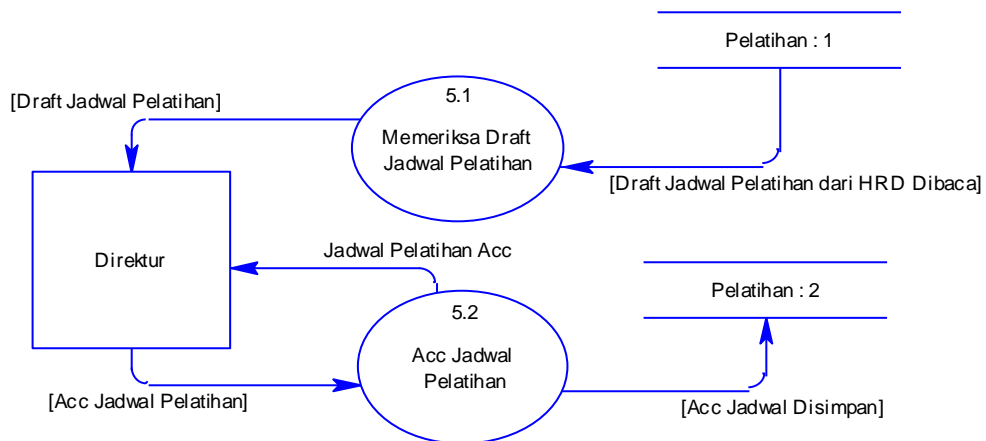 Pelatihan : 1
5.1
[Draft Jadwal Pelatihan]
Memeriksa Draft
Jadwal Pelatihan
[Draft Jadwal Pelatihan dari HRD Dibaca]
Direktur
Jadwal Pelatihan Acc
Pelatihan : 2
5.2
Acc Jadwal
Pelatihan
[Acc Jadwal Pelatihan]
[Acc Jadwal Disimpan]